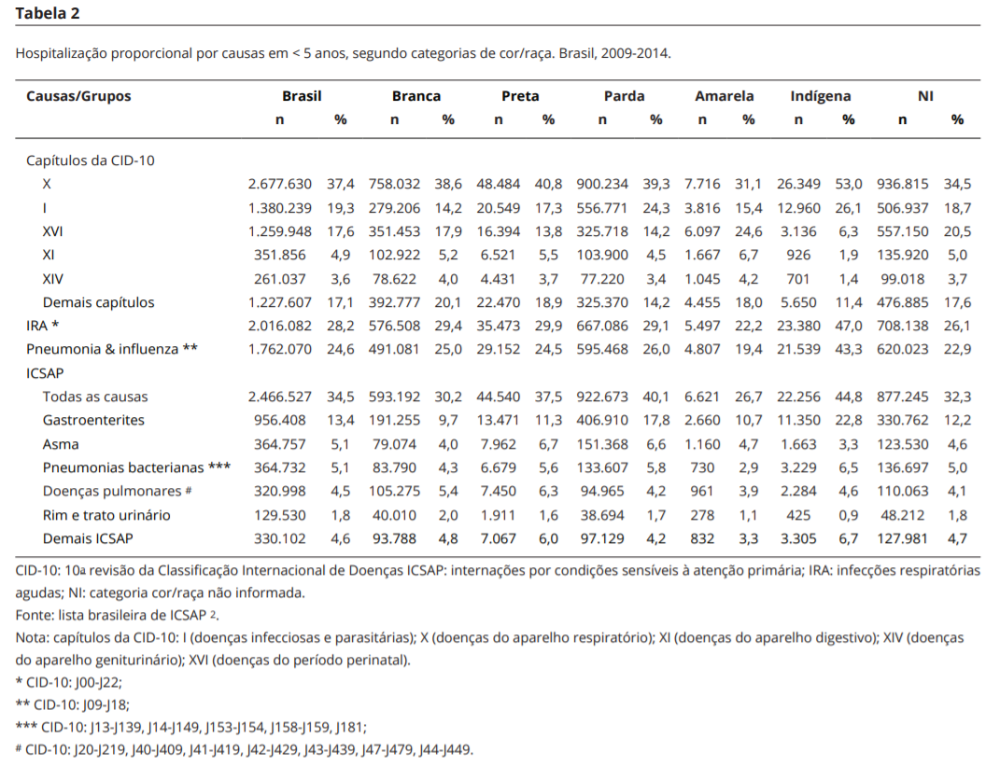 Tabela 2
Hospitalização proporcional por causas em < 5 anos, segundo categorias de cor/raça. Brasil, 2009-2014.
Causas/Grupos Brasil Branca Preta Parda Amarela Indígena NI
n % n % n % n % n % n % n %
Capítulos da CID-10
X 2.677.630 37,4 758.032 38,6 48.484 40,8 900.234 39,3 7.716 31,1 26.349 53,0 936.815 34,5
I 1.380.239 19,3 279.206 14,2 20.549 17,3 556.771 24,3 3.816 15,4 12.960 26,1 506.937 18,7
XVI 1.259.948 17,6 351.453 17,9 16.394 13,8 325.718 14,2 6.097 24,6 3.136 6,3 557.150 20,5
XI 351.856 4,9 102.922 5,2 6.521 5,5 103.900 4,5 1.667 6,7 926 1,9 135.920 5,0
XIV 261.037 3,6 78.622 4,0 4.431 3,7 77.220 3,4 1.045 4,2 701 1,4 99.018 3,7
Demais capítulos 1.227.607 17,1 392.777 20,1 22.470 18,9 325.370 14,2 4.455 18,0 5.650 11,4 476.885 17,6
IRA * 2.016.082 28,2 576.508 29,4 35.473 29,9 667.086 29,1 5.497 22,2 23.380 47,0 708.138 26,1
Pneumonia & influenza ** 1.762.070 24,6 491.081 25,0 29.152 24,5 595.468 26,0 4.807 19,4 21.539 43,3 620.023 22,9
ICSAP
Todas as causas 2.466.527 34,5 593.192 30,2 44.540 37,5 922.673 40,1 6.621 26,7 22.256 44,8 877.245 32,3
Gastroenterites 956.408 13,4 191.255 9,7 13.471 11,3 406.910 17,8 2.660 10,7 11.350 22,8 330.762 12,2
Asma 364.757 5,1 79.074 4,0 7.962 6,7 151.368 6,6 1.160 4,7 1.663 3,3 123.530 4,6
Pneumonias bacterianas *** 364.732 5,1 83.790 4,3 6.679 5,6 133.607 5,8 730 2,9 3.229 6,5 136.697 5,0
Doenças pulmonares # 320.998 4,5 105.275 5,4 7.450 6,3 94.965 4,2 961 3,9 2.284 4,6 110.063 4,1
Rim e trato urinário 129.530 1,8 40.010 2,0 1.911 1,6 38.694 1,7 278 1,1 425 0,9 48.212 1,8
Demais ICSAP 330.102 4,6 93.788 4,8 7.067 6,0 97.129 4,2 832 3,3 3.305 6,7 127.981 4,7
CID-10: 10a revisão da Classificação Internacional de Doenças ICSAP: internações por condições sensíveis à atenção primária; IRA: infecções respiratórias
agudas; NI: categoria cor/raça não informada.
Fonte: lista brasileira de ICSAP 2.
Nota: capítulos da CID-10: I (doenças infecciosas e parasitárias); X (doenças do aparelho respiratório); XI (doenças do aparelho digestivo); XIV (doenças
do aparelho geniturinário); XVI (doenças do período perinatal).
* CID-10: J00-J22;
** CID-10: J09-J18;
*** CID-10: J13-J139, J14-J149, J153-J154, J158-J159, J181;
# CID-10: J20-J219, J40-J409, J41-J419, J42-J429, J43-J439, J47-J479, J44-J449.